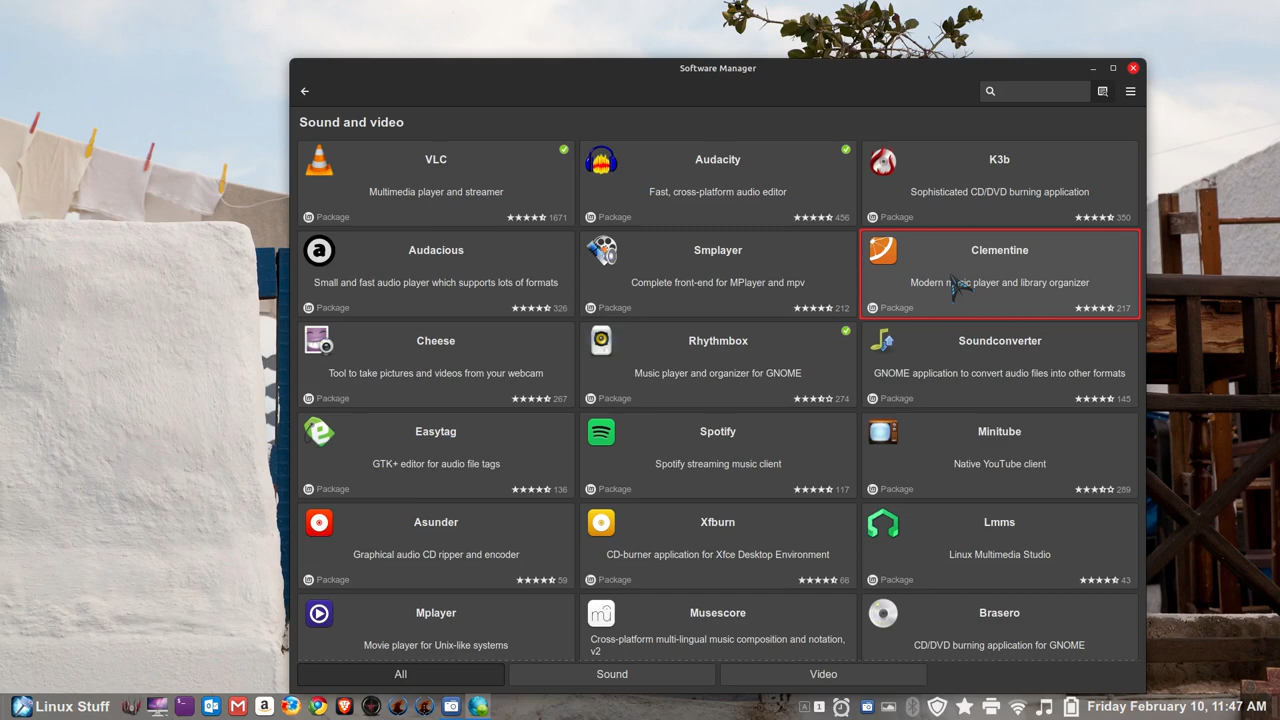 Software Manager
Sound and video
VLC
Multimedia player and streamer
Package
1671
Audacity
Fast, cross-platform audio editor
Package
456
K3b
Sophisticated CD/DVD burning application
Package
350
a
Audacious
Small and fast audio player which supports lots of formats
Package
326
Smplayer
Complete front-end for MPlayer and mpv
Package
212
Clementine
Modern music player and library organizer
Package
217
Cheese
Tool to take pictures and videos from your webcam
Package
267
Rhythmbox
Music player and organizer for GNOME
Package
274
Soundconverter
GNOME application to convert audio files into other formats
Package
145
Easytag
GTK+ editor for audio file tags
Package
136
Spotify
Spotify streaming music client
Package
117
Minitube
Native YouTube client
Package
289
Asunder
Graphical audio CD ripper and encoder
Package
59
Xfburn
CD-burner application for Xfce Desktop Environment
Package
66
Lmms
Linux Multimedia Studio
Package
43
Mplayer
Movie player for Unix-like systems
mu
Musescore
Cross-platform multi-lingual music composition and notation,
v2
Brasero
CD/DVD burning application for GNOME
All
Sound
Video
Linux Stuff
a
A
1
Friday February 10, 11:47 AM